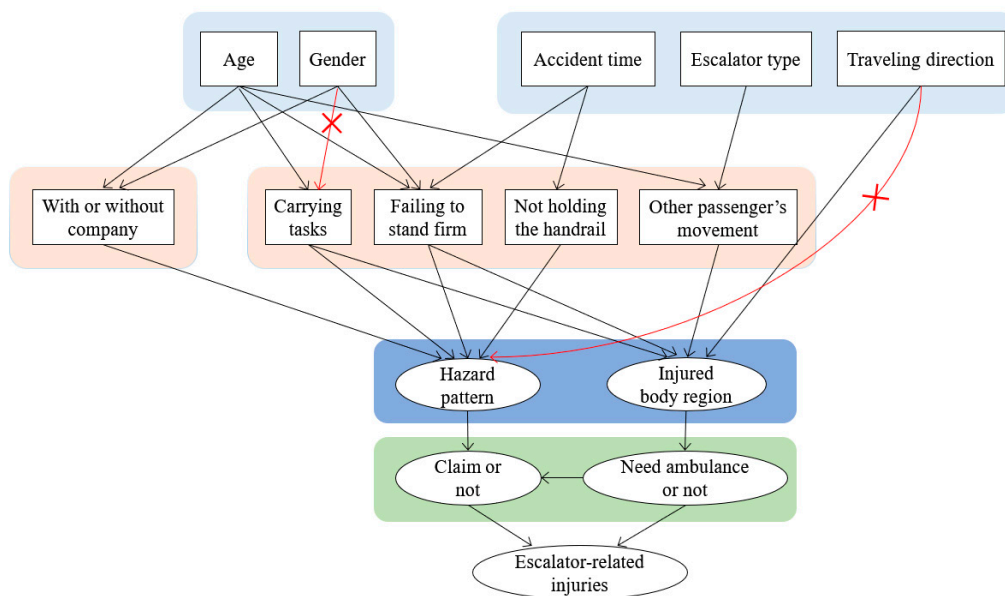 Age
Gender
Accident time
Escalator type
Traveling direction
With or without
company
Carrying
tasks
Failing to
stand firm
Not holding
the handrail
Other passenger's
movement
Hazard
pattern
Injured
body region
Claim or
not
Need ambulance
or not
Escalator-related
injuries